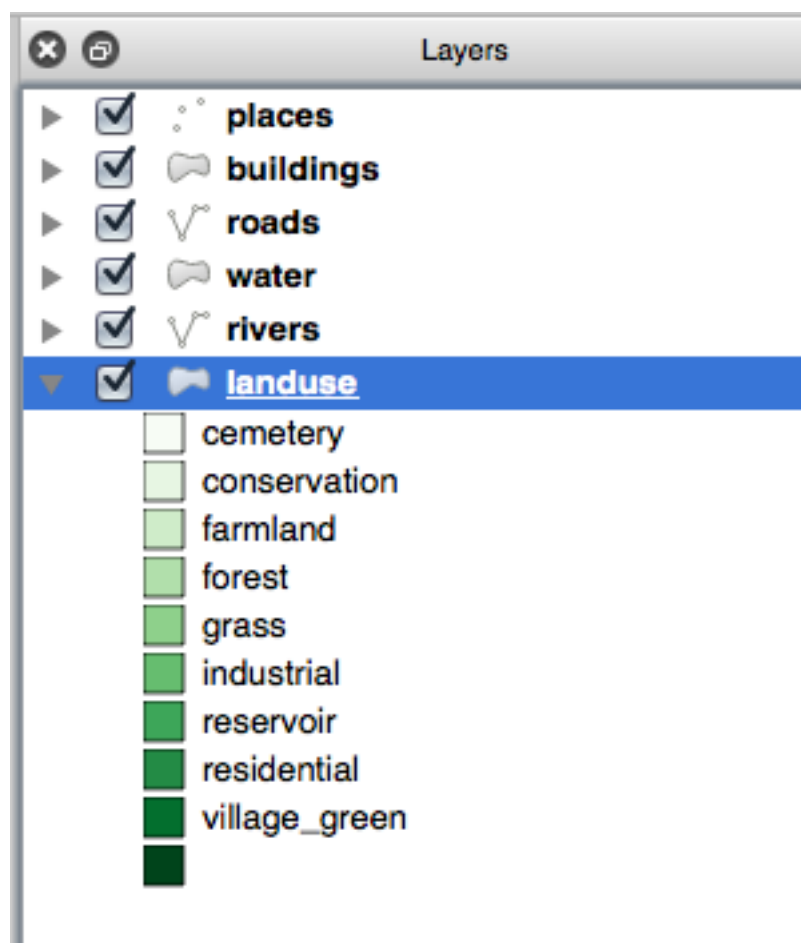 Layers
places
buildings
roads
water
rivers
landuse
cemetery
conservation
farmland
forest
grass
industrial
reservoir
residential
village_green